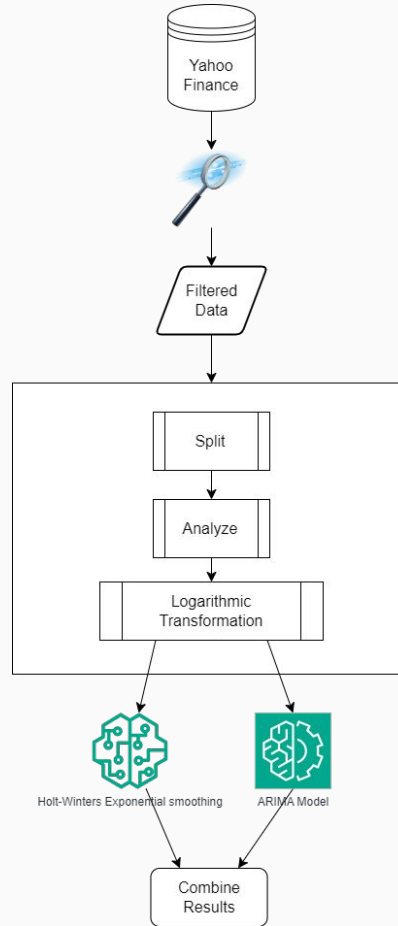 Yahoo
Finance
Filtered
Data
Split
Analyze
Logarithmic
Transformation
Holt-Winters Exponential smoothing
ARIMA Model
Combine
Results